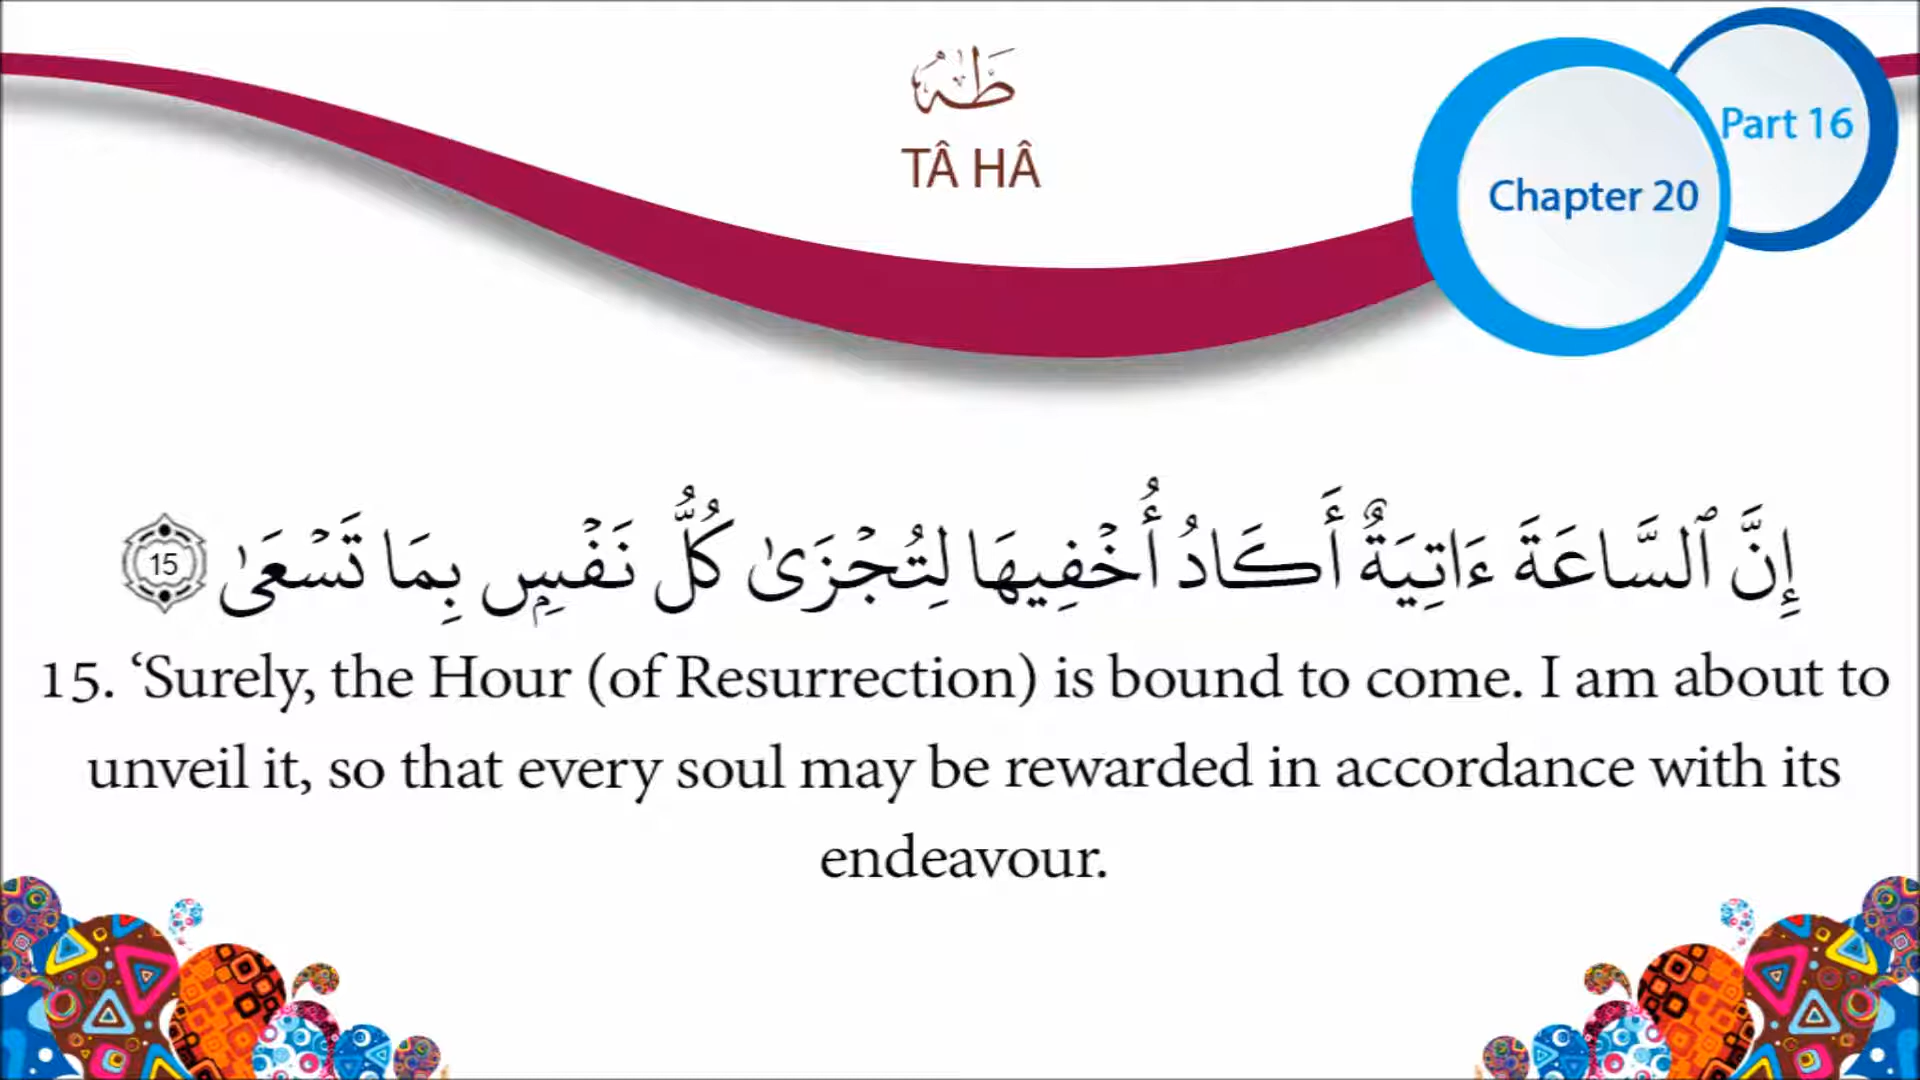 طٰهٰ
TÂ HÂ
Part 16
Chapter 20
إِنَّ ٱلسَّاعَةَ ءَاتِيَةٌ أَكَادُ أُخْفِيهَا لِتُجْزَىٰ كُلُّ نَفْسٍۭ بِمَا تَسْعَىٰ 15
15. ‘Surely, the Hour (of Resurrection) is bound to come. I am about to
unveil it, so that every soul may be rewarded in accordance with its
endeavour.